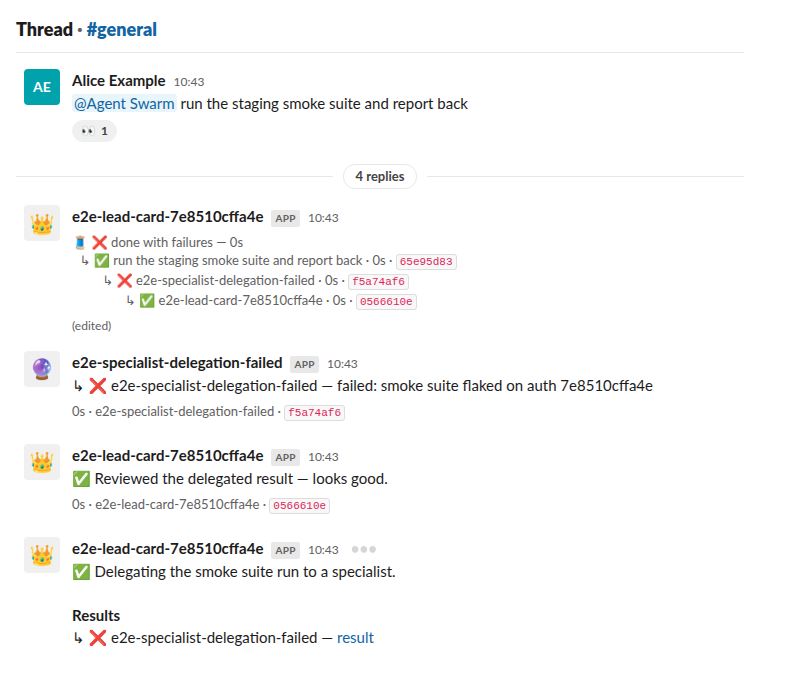 Thread · #general
AE
Alice Example 10:43
@Agent Swarm run the staging smoke suite and report back
👀 1
4 replies
e2e-lead-card-7e8510cffa4e APP 10:43
🧵 ❌ done with failures — 0s
↳ ✅ run the staging smoke suite and report back · 0s · 65e95d83
↳ ❌ e2e-specialist-delegation-failed · 0s · f5a74af6
↳ ✅ e2e-lead-card-7e8510cffa4e · 0s · 0566610e
(edited)
e2e-specialist-delegation-failed APP 10:43
↳ ❌ e2e-specialist-delegation-failed — failed: smoke suite flaked on auth 7e8510cffa4e
0s · e2e-specialist-delegation-failed · f5a74af6
e2e-lead-card-7e8510cffa4e APP 10:43
✅ Reviewed the delegated result — looks good.
0s · e2e-lead-card-7e8510cffa4e · 0566610e
e2e-lead-card-7e8510cffa4e APP 10:43
✅ Delegating the smoke suite run to a specialist.
Results
↳ ❌ e2e-specialist-delegation-failed — result